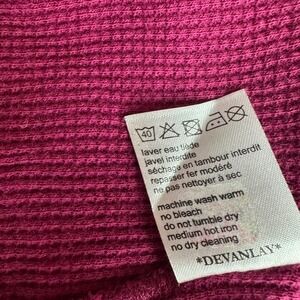 40
laver eau tiède
javel interdite
séchage en tambour interdit
repasser fer modéré
ne pas nettoyer à sec
machine wash warm
no bleach
do not tumble dry
medium hot iron
no dry cleaning
*DEVANLAY*